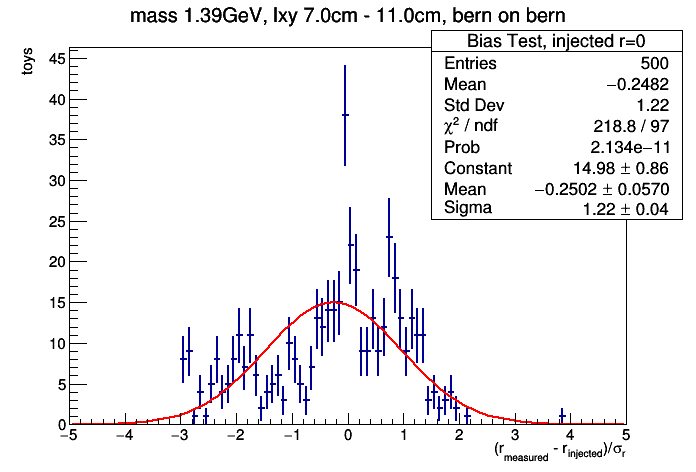 mass 1.39GeV, lxy 7.0cm - 11.0cm, bern on bern
toys
Bias Test, injected r=0
Entries 500
Mean −0.2482
Std Dev 1.22
χ² / ndf 218.8 / 97
Prob 2.134e−11
Constant 14.98 ± 0.86
Mean −0.2502 ± 0.0570
Sigma 1.22 ± 0.04
45
40
35
30
25
20
15
10
5
0
−5 −4 −3 −2 −1 0 1 2 3 4 5
(r_measured - r_injected)/σ_r